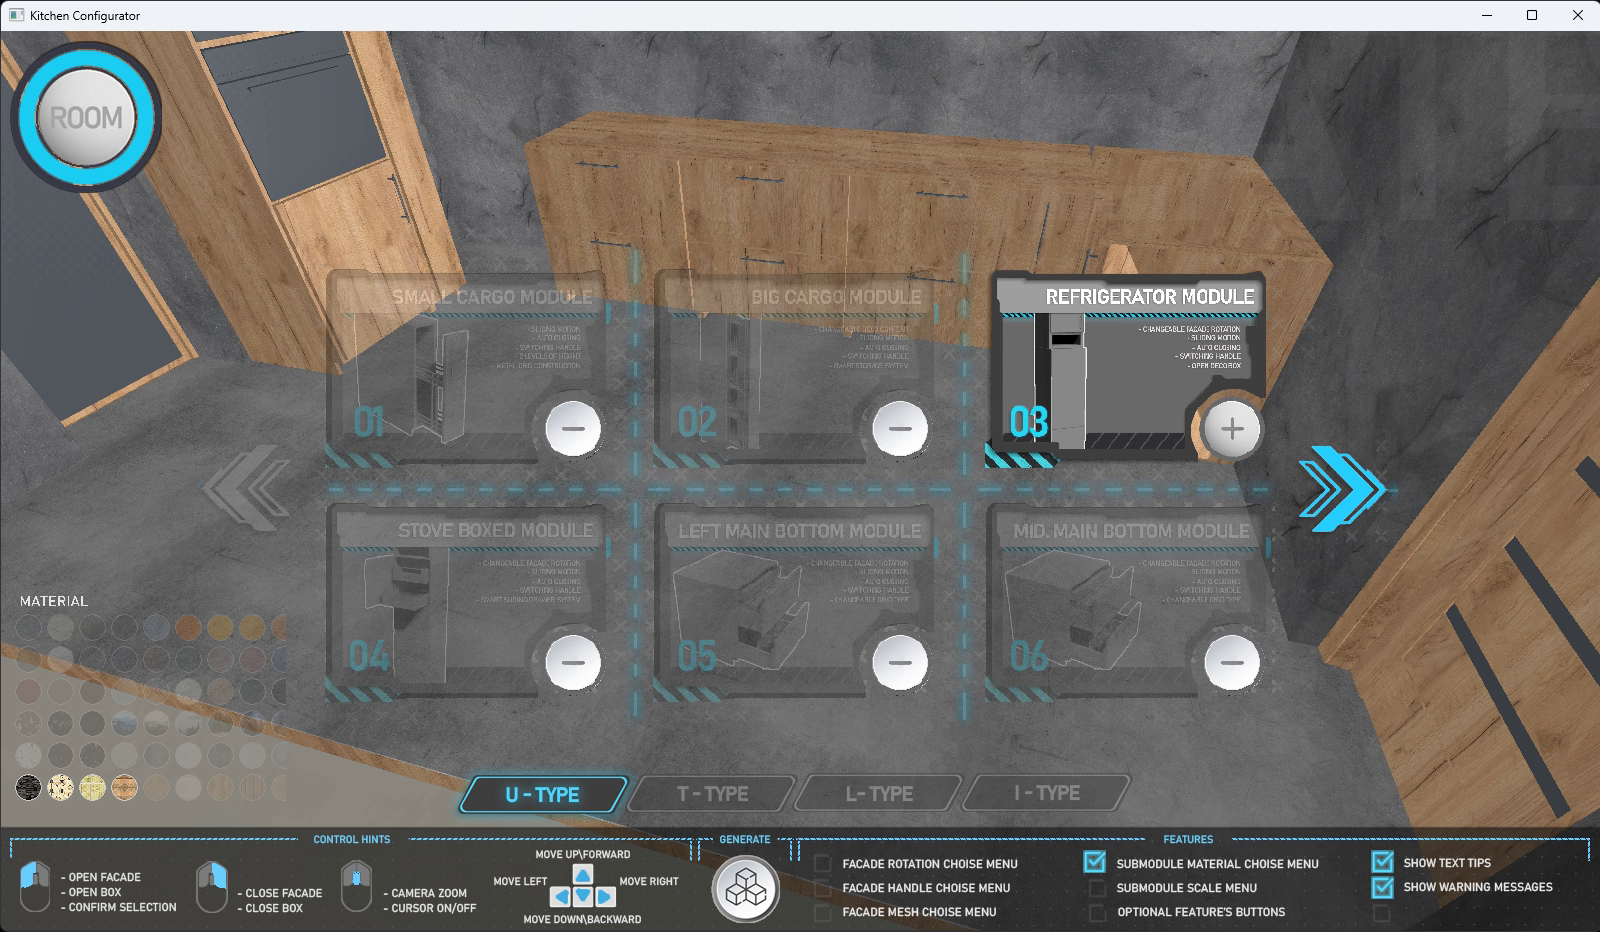 Kitchen Configurator
ROOM
SMALL CARGO MODULE
- SLIDING MOTION
- AUTO CLOSING
- SWITCHING HANDLE
- 2 LEVELS OF HEIGHT
01
BIG CARGO MODULE
SLIDING MOTION
- AUTO CLOSING
- SWITCHING HANDLE
- SMART STORAGE SYSTEM
02
REFRIGERATOR MODULE
- CHANGEABLE FACADE ROTATION
- SLIDING MOTION
- AUTO CLOSING
- SWITCHING HANDLE
- OPEN DECOBOX
03
STOVE BOXED MODULE
- CHANGEABLE FACADE ROTATION
- SLIDING MOTION
- AUTO CLOSING
- SWITCHING HANDLE
- SMART SLIDING DRAWER SYSTEM
04
LEFT MAIN BOTTOM MODULE
- CHANGEABLE FACADE ROTATION
- SLIDING MOTION
- AUTO CLOSING
- SWITCHING HANDLE
- CHANGEABLE GRID TYPE
05
MID. MAIN BOTTOM MODULE
- CHANGEABLE FACADE ROTATION
- SLIDING MOTION
- AUTO CLOSING
- SWITCHING HANDLE
- CHANGEABLE GRID TYPE
06
MATERIAL
U - TYPE
T - TYPE
L- TYPE
I - TYPE
CONTROL HINTS
- OPEN FACADE
- OPEN BOX
- CONFIRM SELECTION
- CLOSE FACADE
- CLOSE BOX
- CAMERA ZOOM
- CURSOR ON/OFF
MOVE UP\FORWARD
MOVE LEFT
MOVE RIGHT
MOVE DOWN\BACKWARD
GENERATE
FEATURES
FACADE ROTATION CHOISE MENU
FACADE HANDLE CHOISE MENU
FACADE MESH CHOISE MENU
SUBMODULE MATERIAL CHOISE MENU
SUBMODULE SCALE MENU
OPTIONAL FEATURE'S BUTTONS
SHOW TEXT TIPS
SHOW WARNING MESSAGES